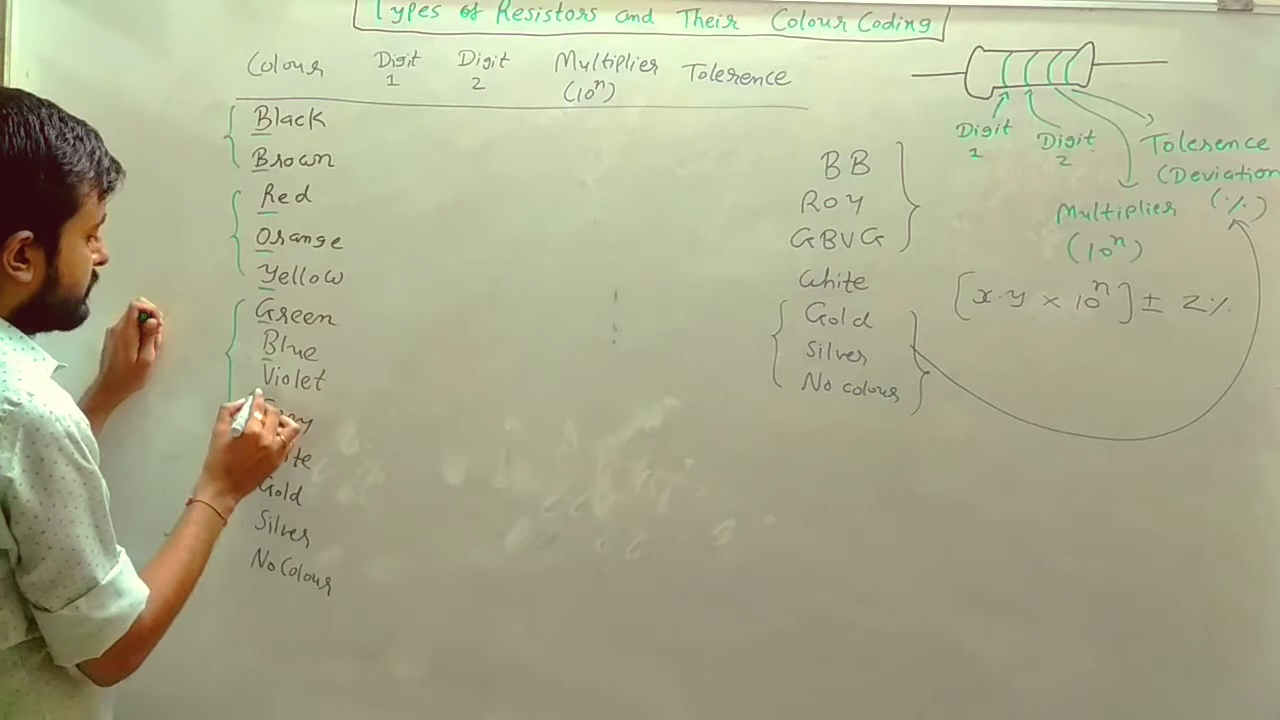 Types of Resistors and Their Colour Coding
Colour Digit 1 Digit 2 Multiplier (10ⁿ) Tolerence
Black
Brown
Red
Orange
Yellow
Green
Blue
Violet
Gold
Silver
No Colour
BB
ROY
GBVG
White
Gold
Silver
No colour
Digit 1
Digit 2
Multiplier
(10ⁿ)
Tolerence
(Deviation
(%)
[x.y × 10ⁿ] ± Z%